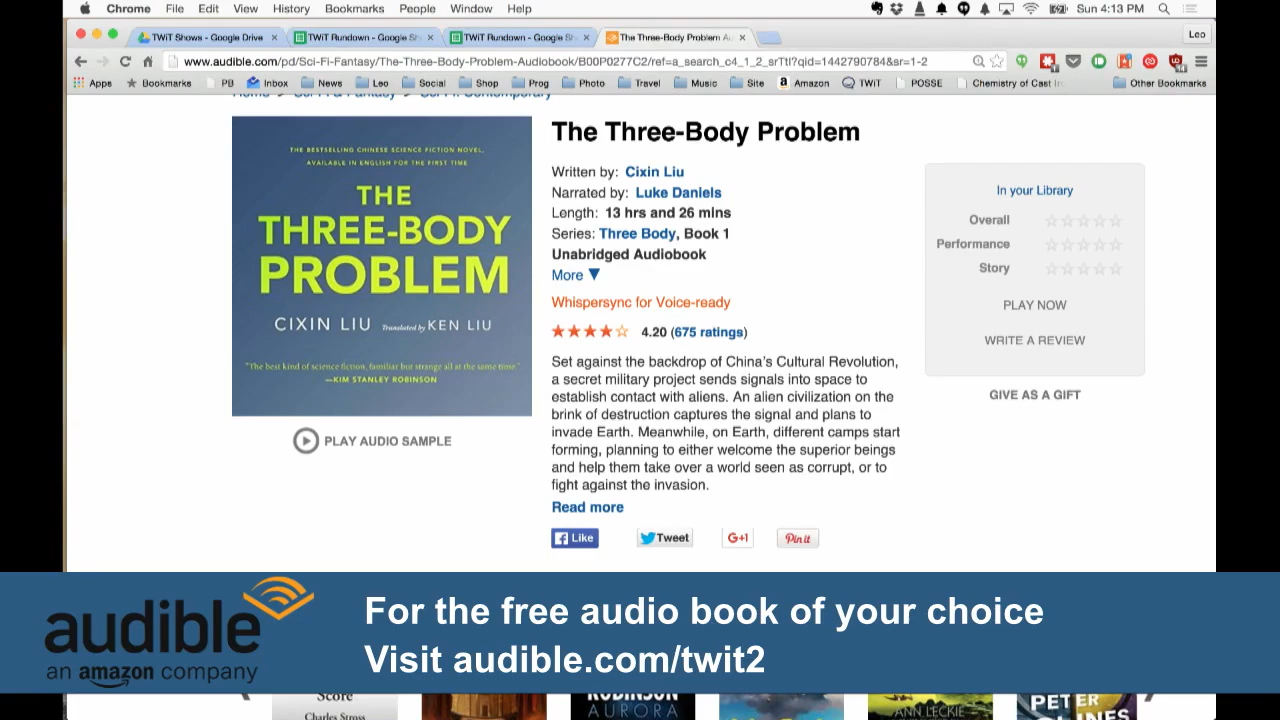 Chrome File Edit View History Bookmarks People Window Help
Sun 4:13 PM
TWiT Shows - Google Drive
TWiT Rundown - Google Sh
TWiT Rundown - Google Sh
The Three-Body Problem Au
Leo
www.audible.com/pd/Sci-Fi-Fantasy/The-Three-Body-Problem-Audiobook/B00P0277C2/ref=a_search_c4_1_2_srTtl?qid=1442790784&sr=1-2
Apps Bookmarks PB Inbox News Leo Social Shop Prog Photo Travel Music Site Amazon TWiT POSSE Chemistry of Cast Ir Other Bookmarks
THE BESTSELLING CHINESE SCIENCE FICTION NOVEL,
AVAILABLE IN ENGLISH FOR THE FIRST TIME
THE
THREE-BODY
PROBLEM
CIXIN LIU Translated by KEN LIU
"The best kind of science fiction, familiar but strange all at the same time."
—KIM STANLEY ROBINSON
PLAY AUDIO SAMPLE
The Three-Body Problem
Written by: Cixin Liu
Narrated by: Luke Daniels
Length: 13 hrs and 26 mins
Series: Three Body, Book 1
Unabridged Audiobook
More
Whispersync for Voice-ready
4.20 (675 ratings)
Set against the backdrop of China's Cultural Revolution,
a secret military project sends signals into space to
establish contact with aliens. An alien civilization on the
brink of destruction captures the signal and plans to
invade Earth. Meanwhile, on Earth, different camps start
forming, planning to either welcome the superior beings
and help them take over a world seen as corrupt, or to
fight against the invasion.
Read more
Like Tweet G+1 Pin it
In your Library
Overall
Performance
Story
PLAY NOW
WRITE A REVIEW
GIVE AS A GIFT
audible
an amazon company
For the free audio book of your choice
Visit audible.com/twit2
Score
Charles Stross
ROBINSON
AURORA
ANN LECKIE
PETER
CLINES